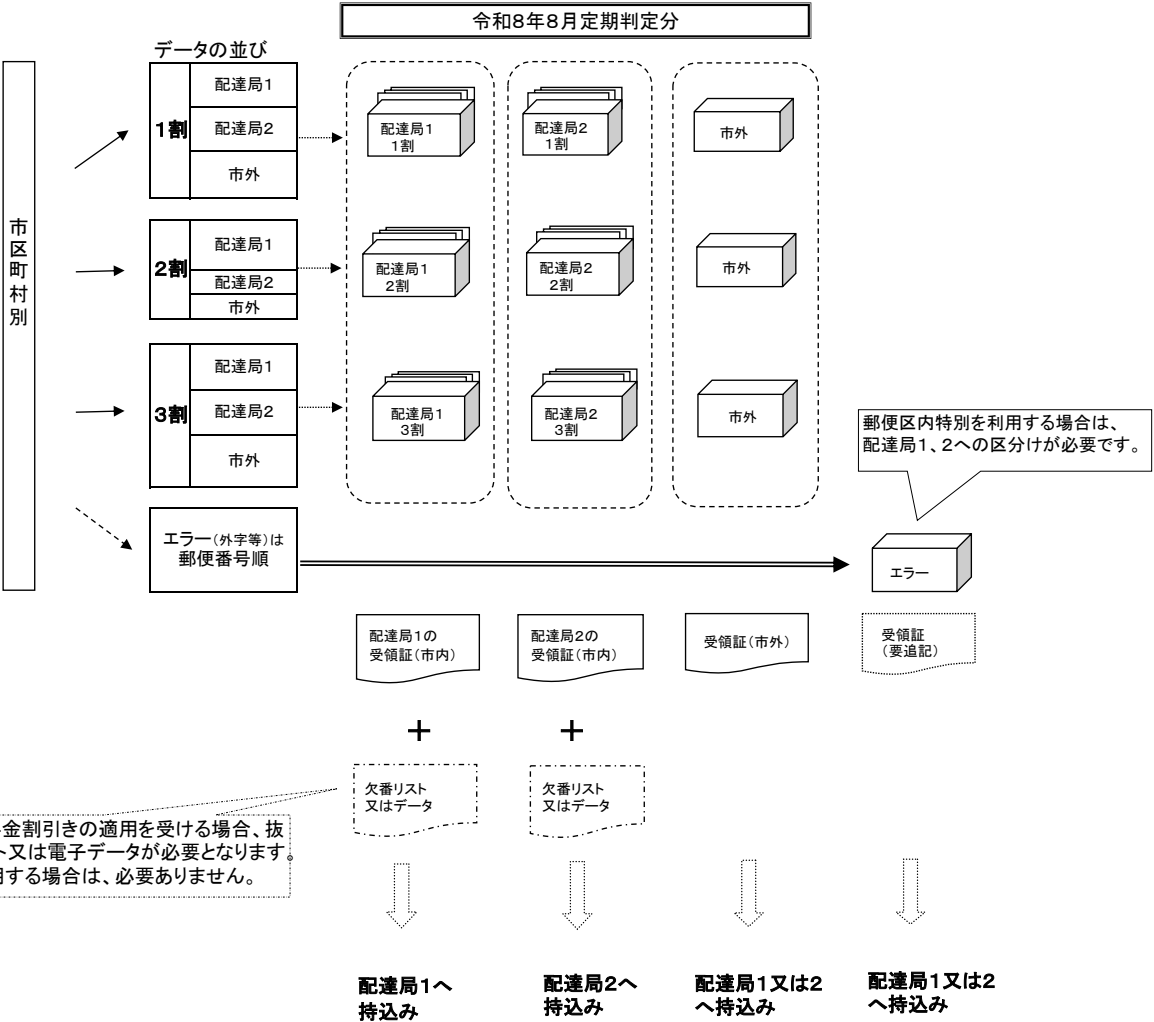 令和8年8月定期判定分
データの並び
市区町村別
1割
配達局1
配達局2
市外
配達局1
1割
配達局2
1割
市外
2割
配達局1
配達局2
市外
配達局1
2割
配達局2
2割
市外
3割
配達局1
配達局2
市外
配達局1
3割
配達局2
3割
市外
郵便区内特別を利用する場合は、
配達局1、2への区分けが必要です。
エラー(外字等)は
郵便番号順
エラー
配達局1の
受領証(市内)
配達局2の
受領証(市内)
受領証(市外)
受領証
(要追記)
+
+
欠番リスト
又はデータ
欠番リスト
又はデータ
金割引きの適用を受ける場合、抜
ト又は電子データが必要となります。
用する場合は、必要ありません。
配達局1へ
持込み
配達局2へ
持込み
配達局1又は2
へ持込み
配達局1又は2
へ持込み